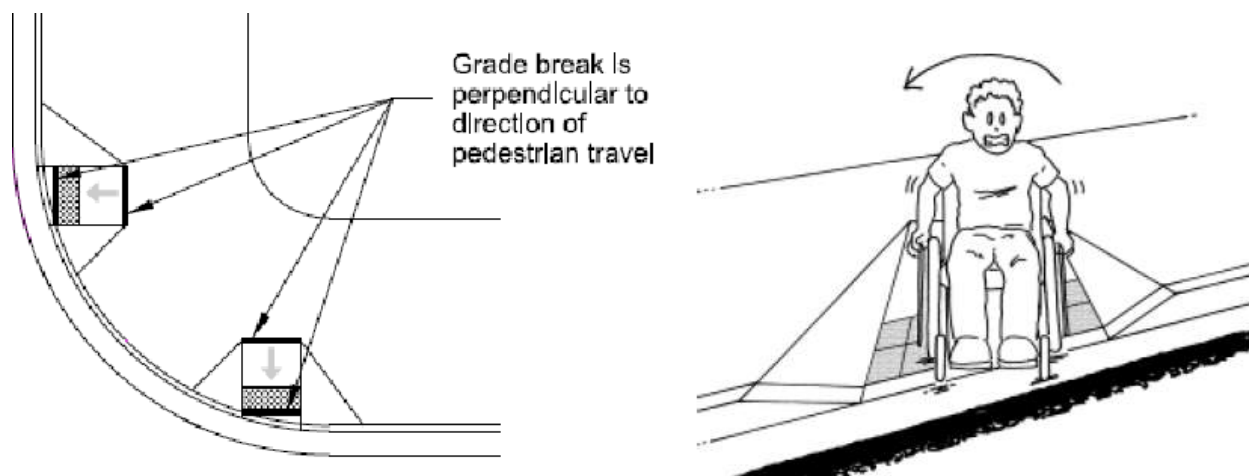 Grade break is
perpendicular to
direction of
pedestrian travel